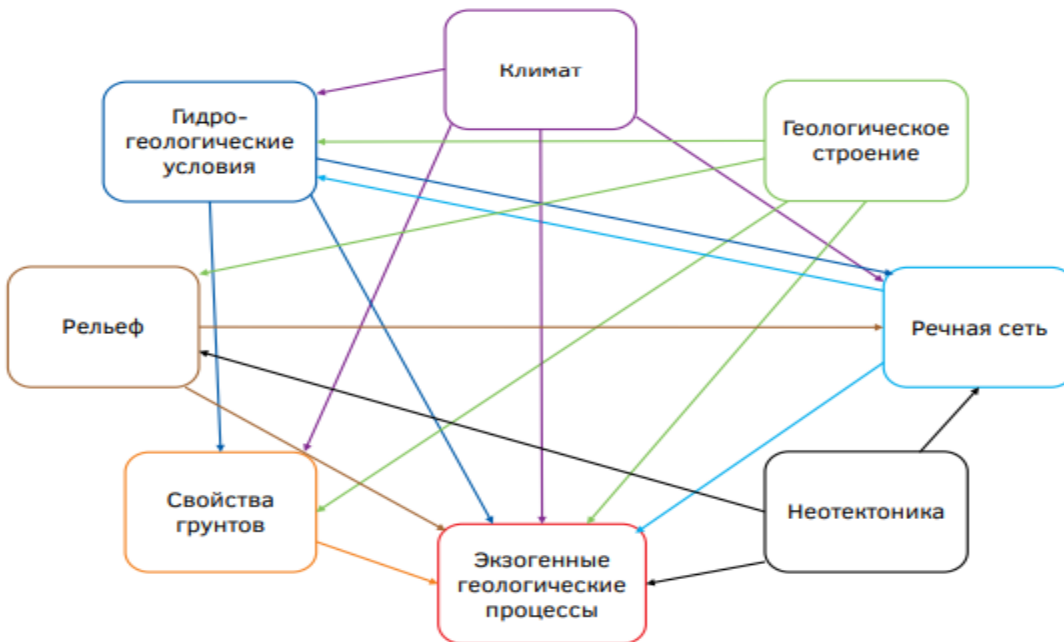 Климат
Гидро-
геологические
условия
Геологическое
строение
Рельеф
Речная сеть
Свойства
грунтов
Неотектоника
Экзогенные
геологические
процессы